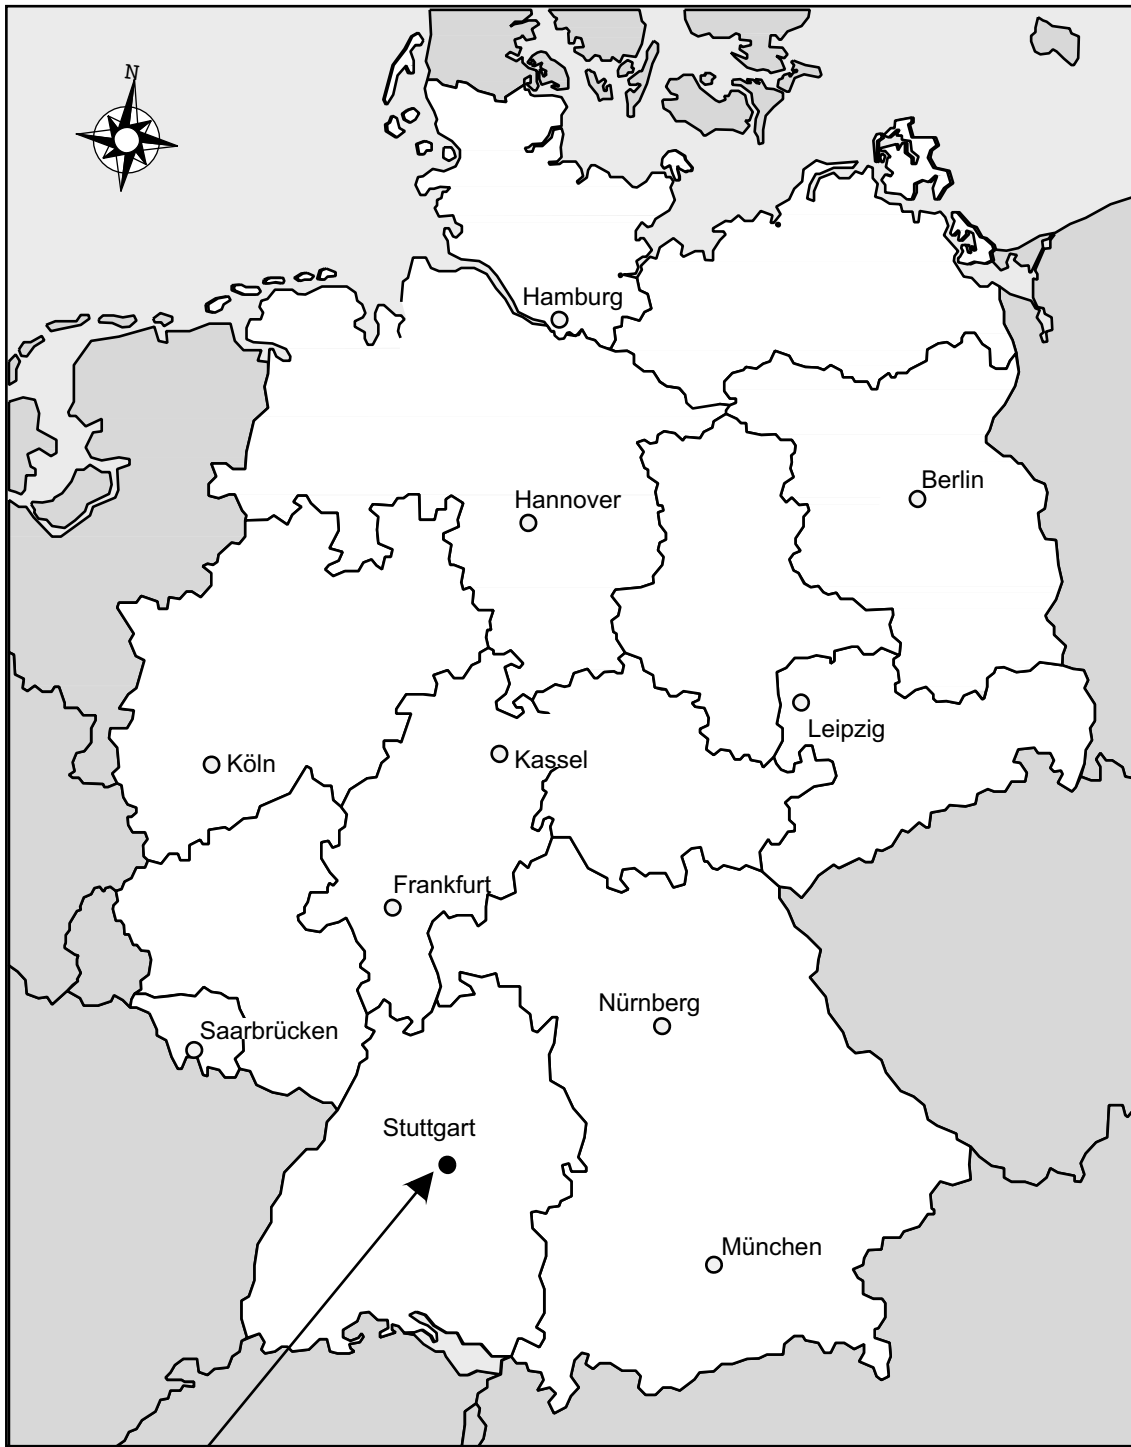 N
Hamburg
Berlin
Hannover
Leipzig
Köln
Kassel
Frankfurt
Nürnberg
Saarbrücken
Stuttgart
München